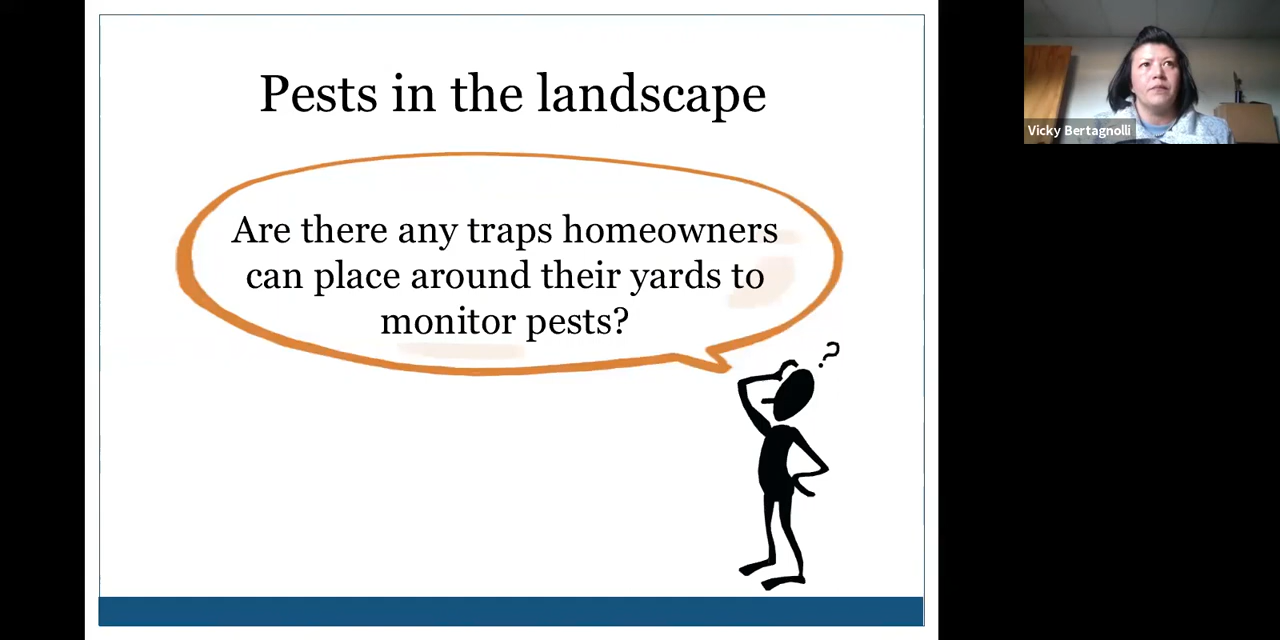 Pests in the landscape
Are there any traps homeowners
can place around their yards to
monitor pests?
?
Vicky Bertagnolli